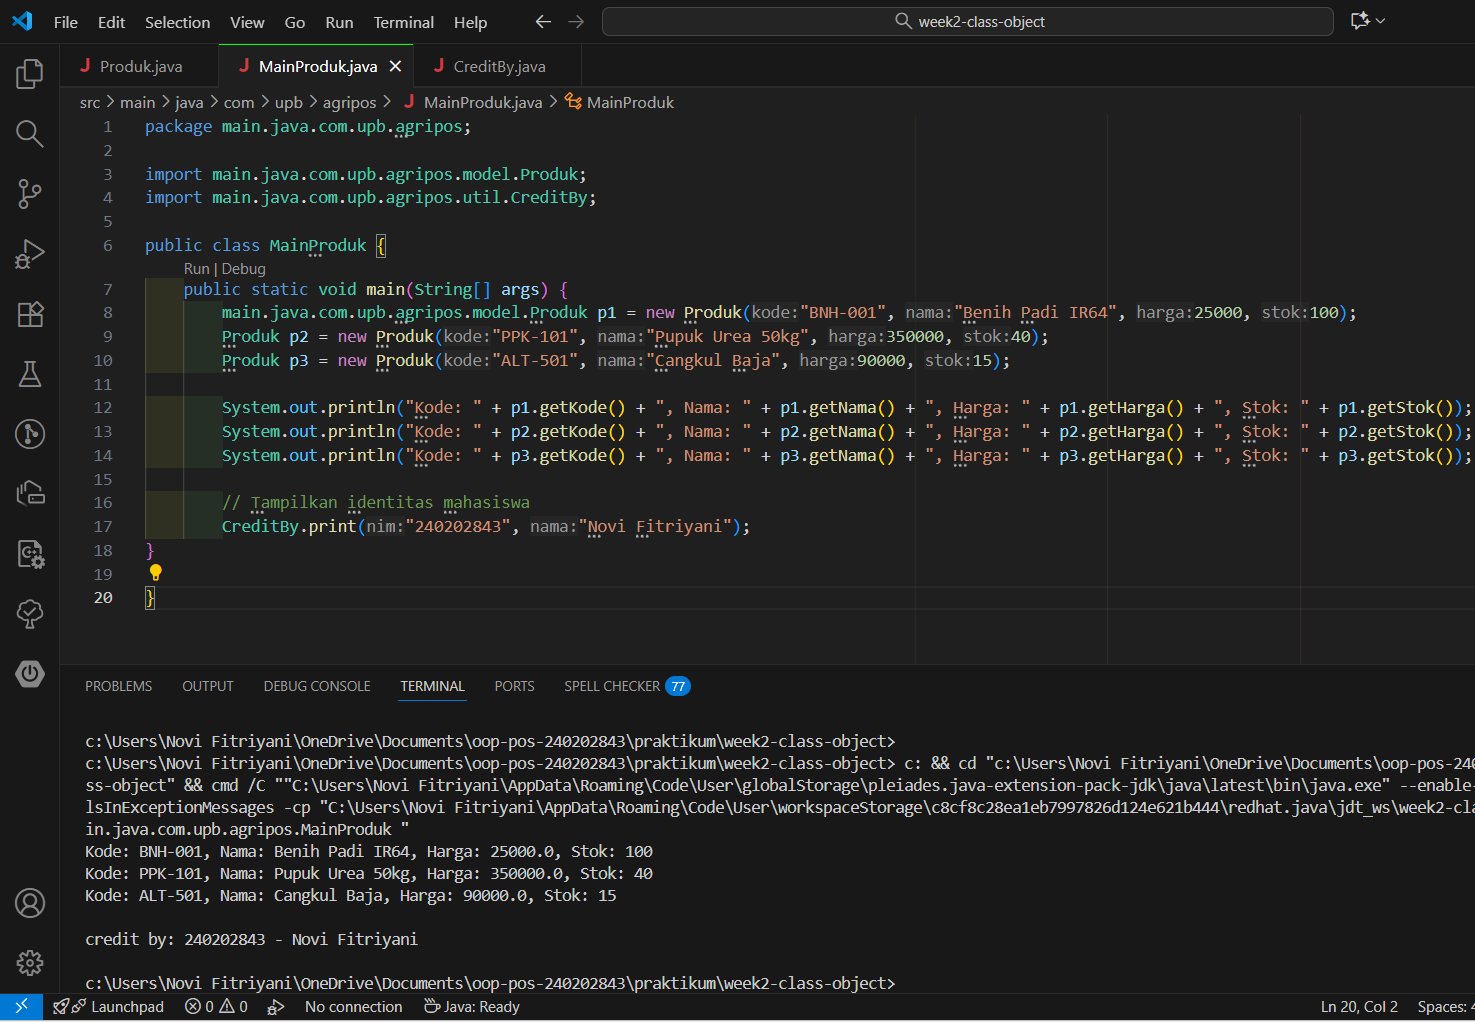 File Edit Selection View Go Run Terminal Help week2-class-object
Produk.java MainProduk.java CreditBy.java
src > main > java > com > upb > agripos > MainProduk.java > MainProduk
1 package main.java.com.upb.agripos;
2
3 import main.java.com.upb.agripos.model.Produk;
4 import main.java.com.upb.agripos.util.CreditBy;
5
6 public class MainProduk {
Run | Debug
7 public static void main(String[] args) {
8 main.java.com.upb.agripos.model.Produk p1 = new Produk(kode:"BNH-001", nama:"Benih Padi IR64", harga:25000, stok:100);
9 Produk p2 = new Produk(kode:"PPK-101", nama:"Pupuk Urea 50kg", harga:350000, stok:40);
10 Produk p3 = new Produk(kode:"ALT-501", nama:"Cangkul Baja", harga:90000, stok:15);
11
12 System.out.println("Kode: " + p1.getKode() + ", Nama: " + p1.getNama() + ", Harga: " + p1.getHarga() + ", Stok: " + p1.getStok());
13 System.out.println("Kode: " + p2.getKode() + ", Nama: " + p2.getNama() + ", Harga: " + p2.getHarga() + ", Stok: " + p2.getStok());
14 System.out.println("Kode: " + p3.getKode() + ", Nama: " + p3.getNama() + ", Harga: " + p3.getHarga() + ", Stok: " + p3.getStok());
15
16 // Tampilkan identitas mahasiswa
17 CreditBy.print(nim:"240202843", nama:"Novi Fitriyani");
18 }
19
20 }
PROBLEMS OUTPUT DEBUG CONSOLE TERMINAL PORTS SPELL CHECKER 77
c:\Users\Novi Fitriyani\OneDrive\Documents\oop-pos-240202843\praktikum\week2-class-object>
c:\Users\Novi Fitriyani\OneDrive\Documents\oop-pos-240202843\praktikum\week2-class-object> c: && cd "c:\Users\Novi Fitriyani\OneDrive\Documents\oop-pos-240
ss-object" && cmd /C ""C:\Users\Novi Fitriyani\AppData\Roaming\Code\User\globalStorage\pleiades.java-extension-pack-jdk\java\latest\bin\java.exe" --enable-
lsInExceptionMessages -cp "C:\Users\Novi Fitriyani\AppData\Roaming\Code\User\workspaceStorage\c8cf8c28ea1eb7997826d124e621b444\redhat.java\jdt_ws\week2-cla
in.java.com.upb.agripos.MainProduk "
Kode: BNH-001, Nama: Benih Padi IR64, Harga: 25000.0, Stok: 100
Kode: PPK-101, Nama: Pupuk Urea 50kg, Harga: 350000.0, Stok: 40
Kode: ALT-501, Nama: Cangkul Baja, Harga: 90000.0, Stok: 15
credit by: 240202843 - Novi Fitriyani
c:\Users\Novi Fitriyani\OneDrive\Documents\oop-pos-240202843\praktikum\week2-class-object>
Launchpad 0 0 No connection Java: Ready Ln 20, Col 2 Spaces: 4